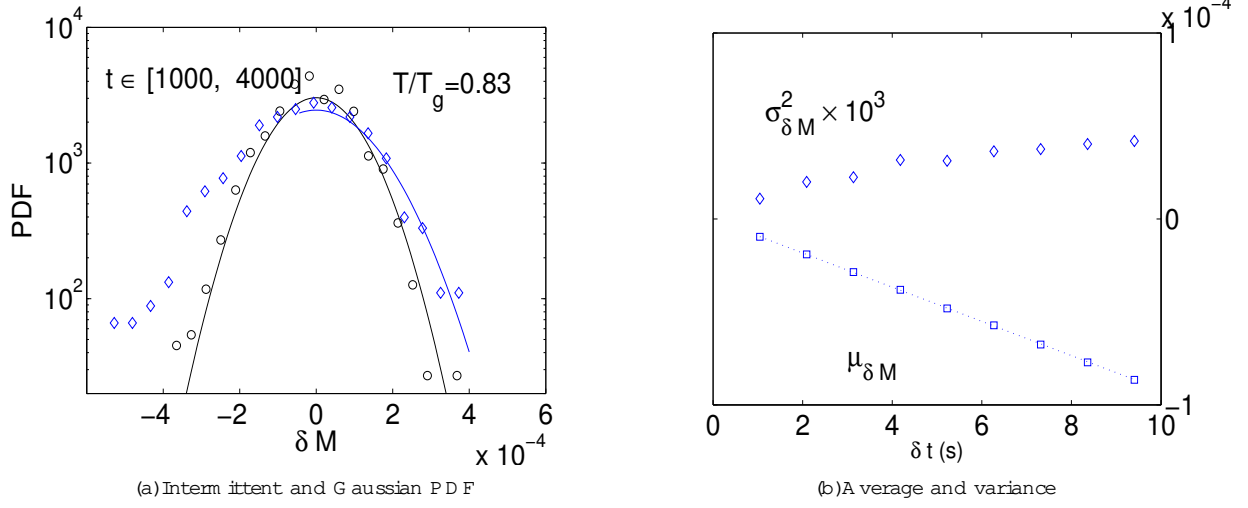 10^4
t ∈ [1000, 4000]
T/T_g=0.83
10^3
PDF
10^2
−4 −2 0 2 4 6
δ M
x 10^-4
(a) Intermittent and Gaussian PDF
x 10^-4
1
σ²_δM × 10^3
0
μ_δM
−1
0 2 4 6 8 10
δ t (s)
(b) Average and variance